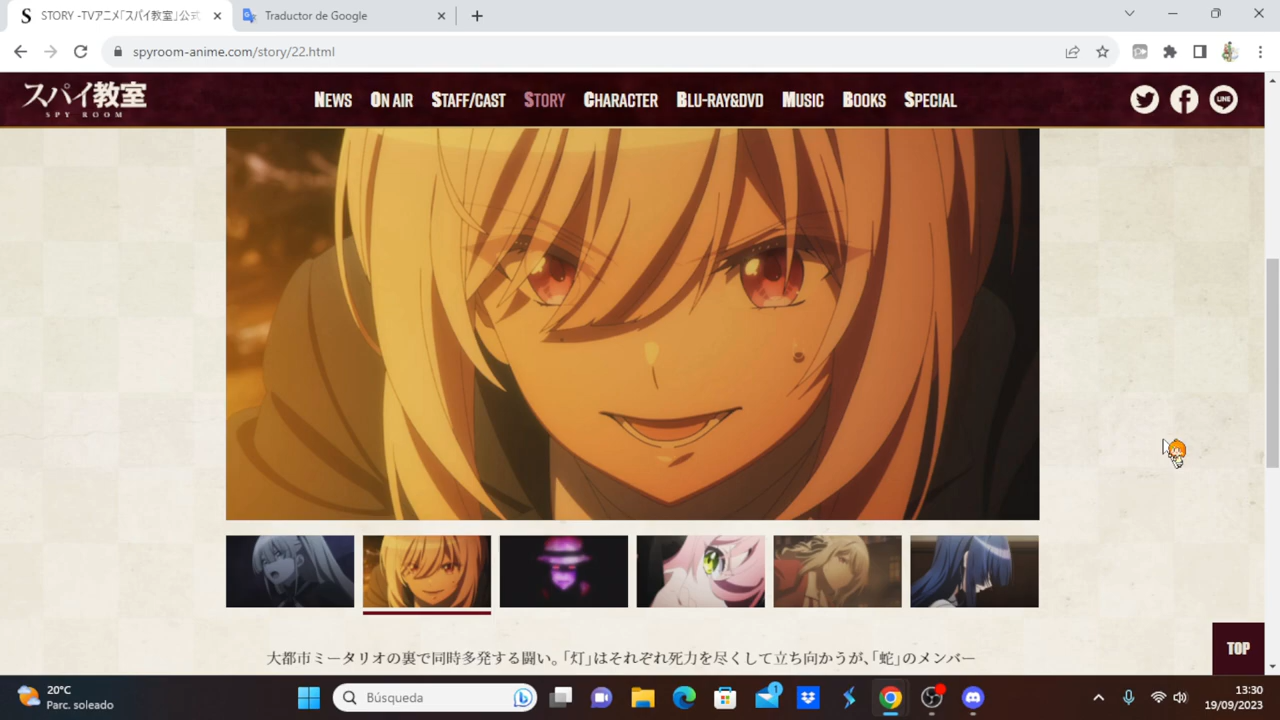 STORY -TVアニメ「スパイ教室」公式
Traductor de Google
spyroom-anime.com/story/22.html
スパイ教室
SPY ROOM
NEWS ON AIR STAFF/CAST STORY CHARACTER BLU-RAY&DVD MUSIC BOOKS SPECIAL
LINE
大都市ミータリオの裏で同時多発する闘い。「灯」はそれぞれ死力を尽くして立ち向かうが、「蛇」のメンバー
TOP
20°C
Parc. soleado
Búsqueda
1
13:30
19/09/2023